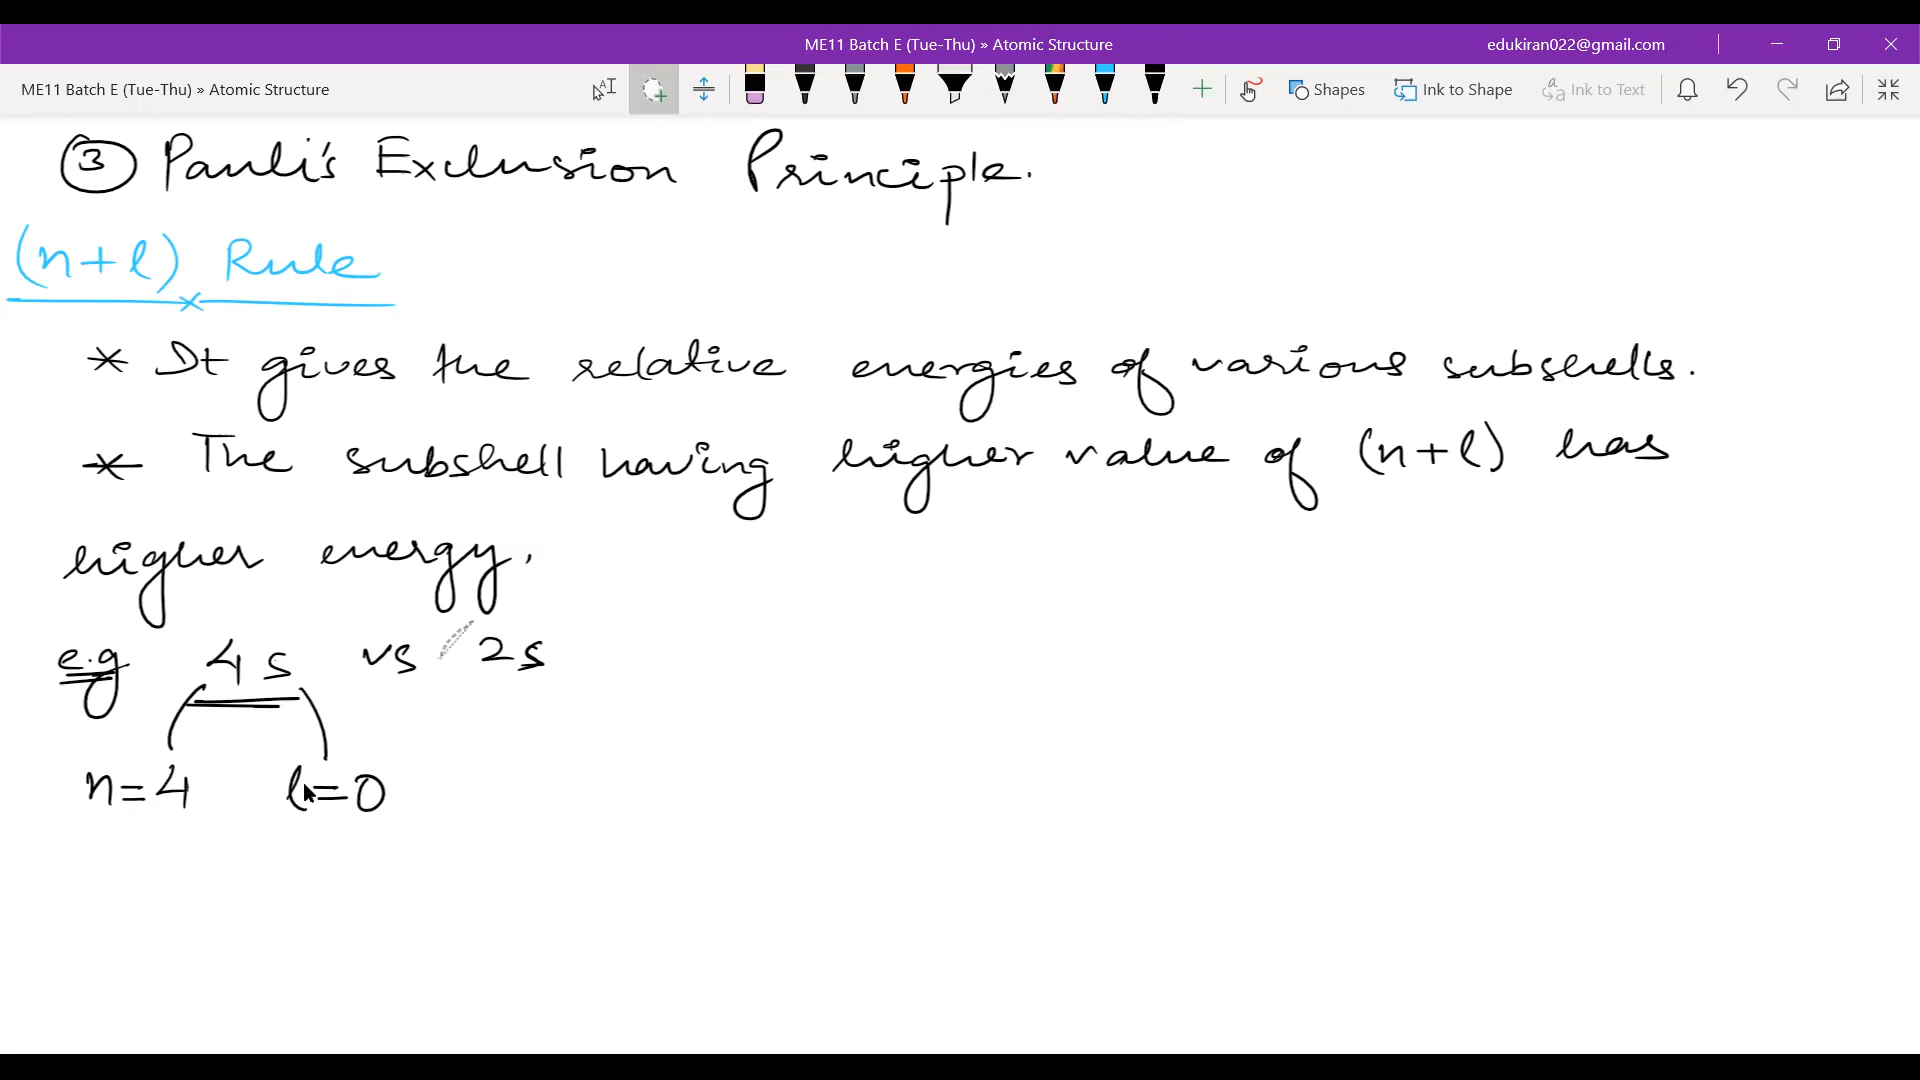 ME11 Batch E (Tue-Thu) » Atomic Structure
edukiran022@gmail.com
ME11 Batch E (Tue-Thu) » Atomic Structure
Shapes
Ink to Shape
Ink to Text
③ Pauli's Exclusion Principle.
(n+l) Rule
* It gives the relative energies of various subshells.
* The subshell having higher value of (n+l) has
higher energy.
e.g 4s vs 2s
n=4 l=0